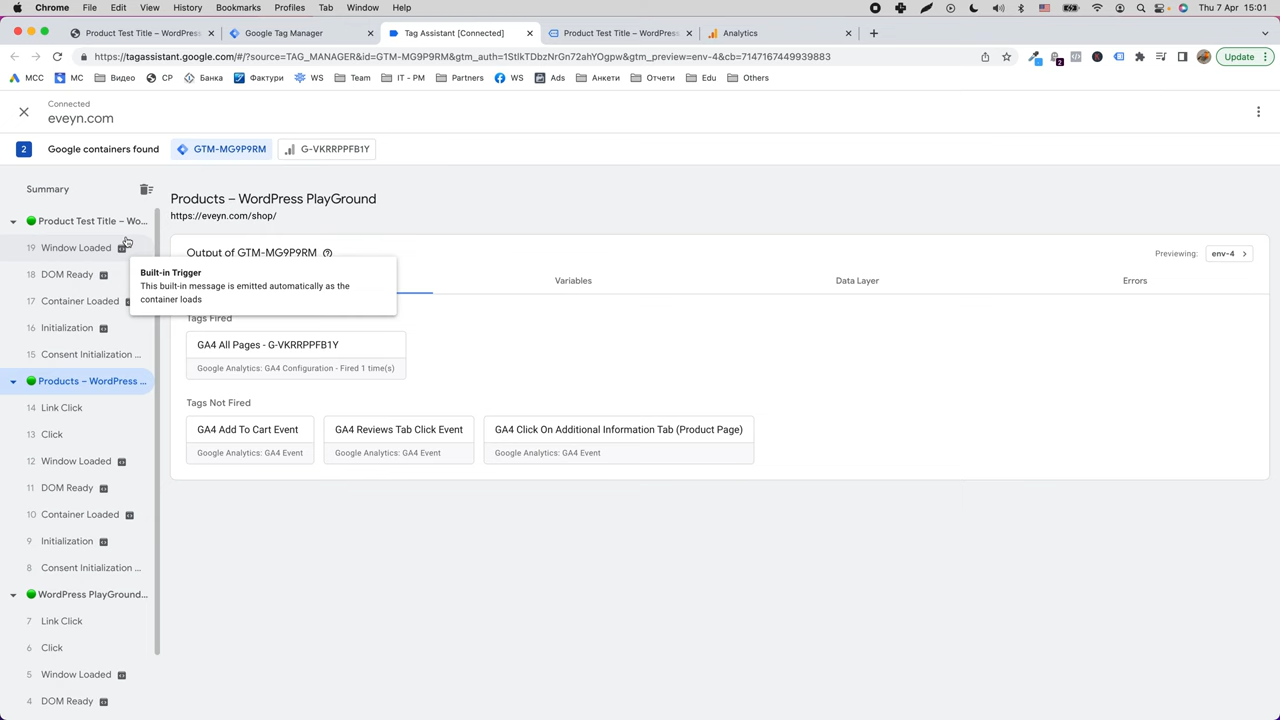 Chrome File Edit View History Bookmarks Profiles Tab Window Help Thu 7 Apr 15:01
Product Test Title – WordPress Google Tag Manager Tag Assistant [Connected] Product Test Title – WordPress Analytics
https://tagassistant.google.com/#/?source=TAG_MANAGER&id=GTM-MG9P9RM&gtm_auth=1StlkTDbzNrGn72ahYOgpw&gtm_preview=env-4&cb=7147167449939883 2 Update
MCC МС Видео CP Банка Фактури WS Team IT - PM Partners WS Ads Анкети Отчети Edu Others
Connected
eveyn.com
2 Google containers found GTM-MG9P9RM G-VKRRPPFB1Y
Summary
Product Test Title – Wo...
19 Window Loaded
18 DOM Ready
17 Container Loaded
16 Initialization
15 Consent Initialization ...
Products – WordPress ...
14 Link Click
13 Click
12 Window Loaded
11 DOM Ready
10 Container Loaded
9 Initialization
8 Consent Initialization ...
WordPress PlayGround...
7 Link Click
6 Click
5 Window Loaded
4 DOM Ready
Products – WordPress PlayGround
https://eveyn.com/shop/
Output of GTM-MG9P9RM Previewing: env-4
Built-in Trigger
This built-in message is emitted automatically as the
container loads
Variables Data Layer Errors
Tags Fired
GA4 All Pages - G-VKRRPPFB1Y
Google Analytics: GA4 Configuration - Fired 1 time(s)
Tags Not Fired
GA4 Add To Cart Event GA4 Reviews Tab Click Event GA4 Click On Additional Information Tab (Product Page)
Google Analytics: GA4 Event Google Analytics: GA4 Event Google Analytics: GA4 Event